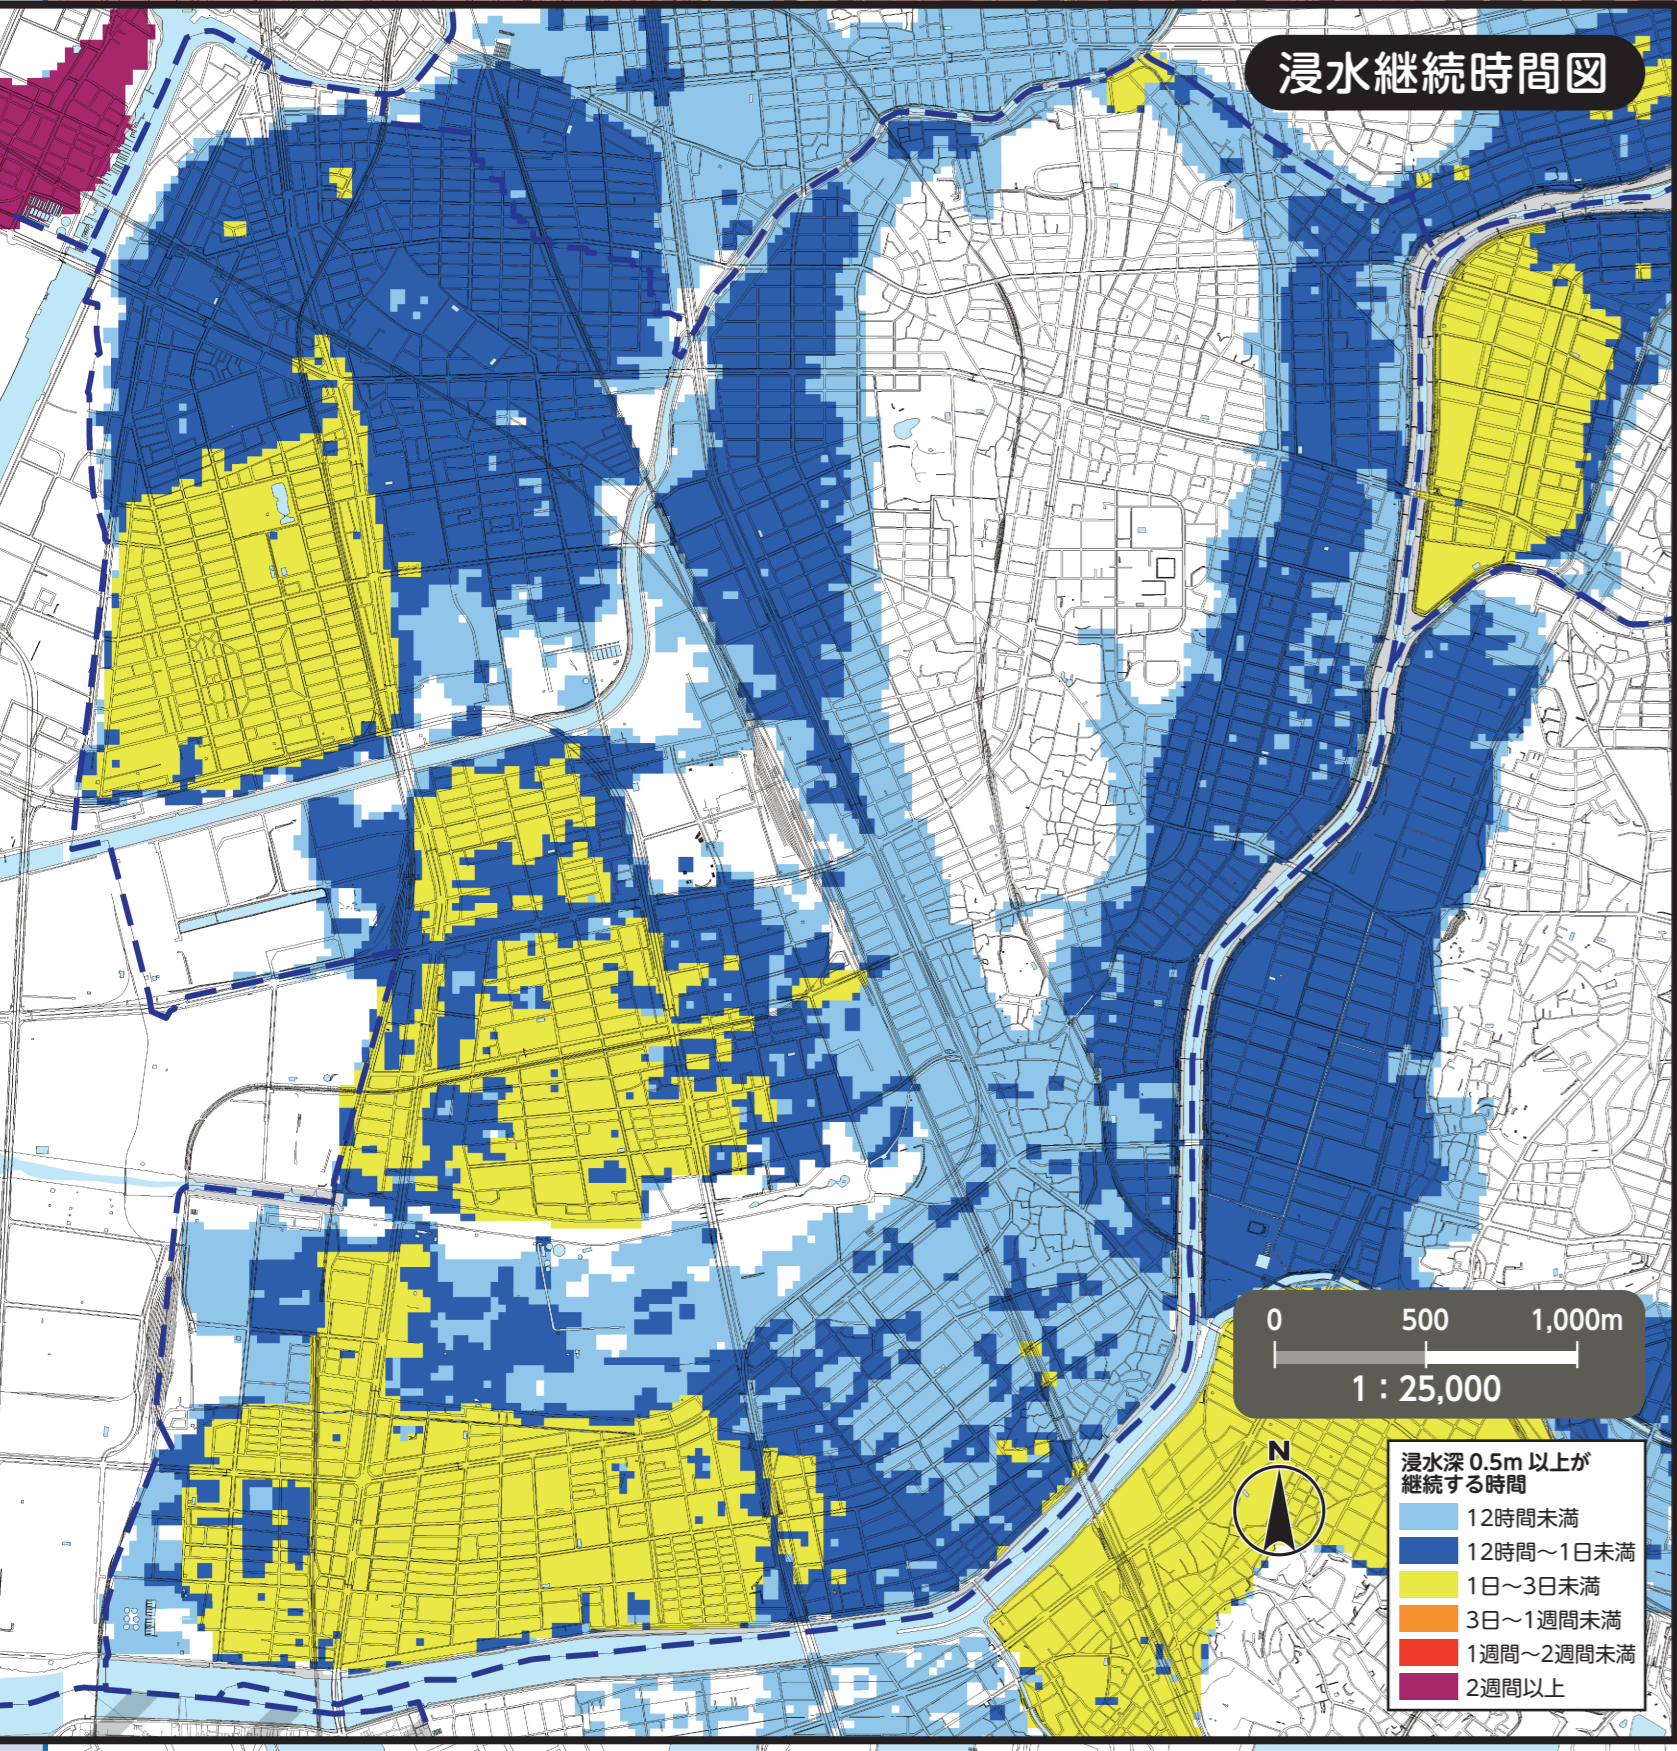 浸水継続時間図
0 500 1,000m
1：25,000
N
浸水深 0.5m 以上が
継続する時間
12時間未満
12時間～1日未満
1日～3日未満
3日～1週間未満
1週間～2週間未満
2週間以上